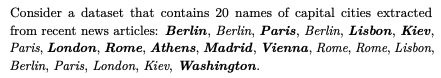 Consider a dataset that contains 20 names of capital cities extracted
from recent news articles: Berlin, Berlin, Paris, Berlin, Lisbon, Kiev,
Paris, London, Rome, Athens, Madrid, Vienna, Rome, Rome, Lisbon,
Berlin, Paris, London, Kiev, Washington.